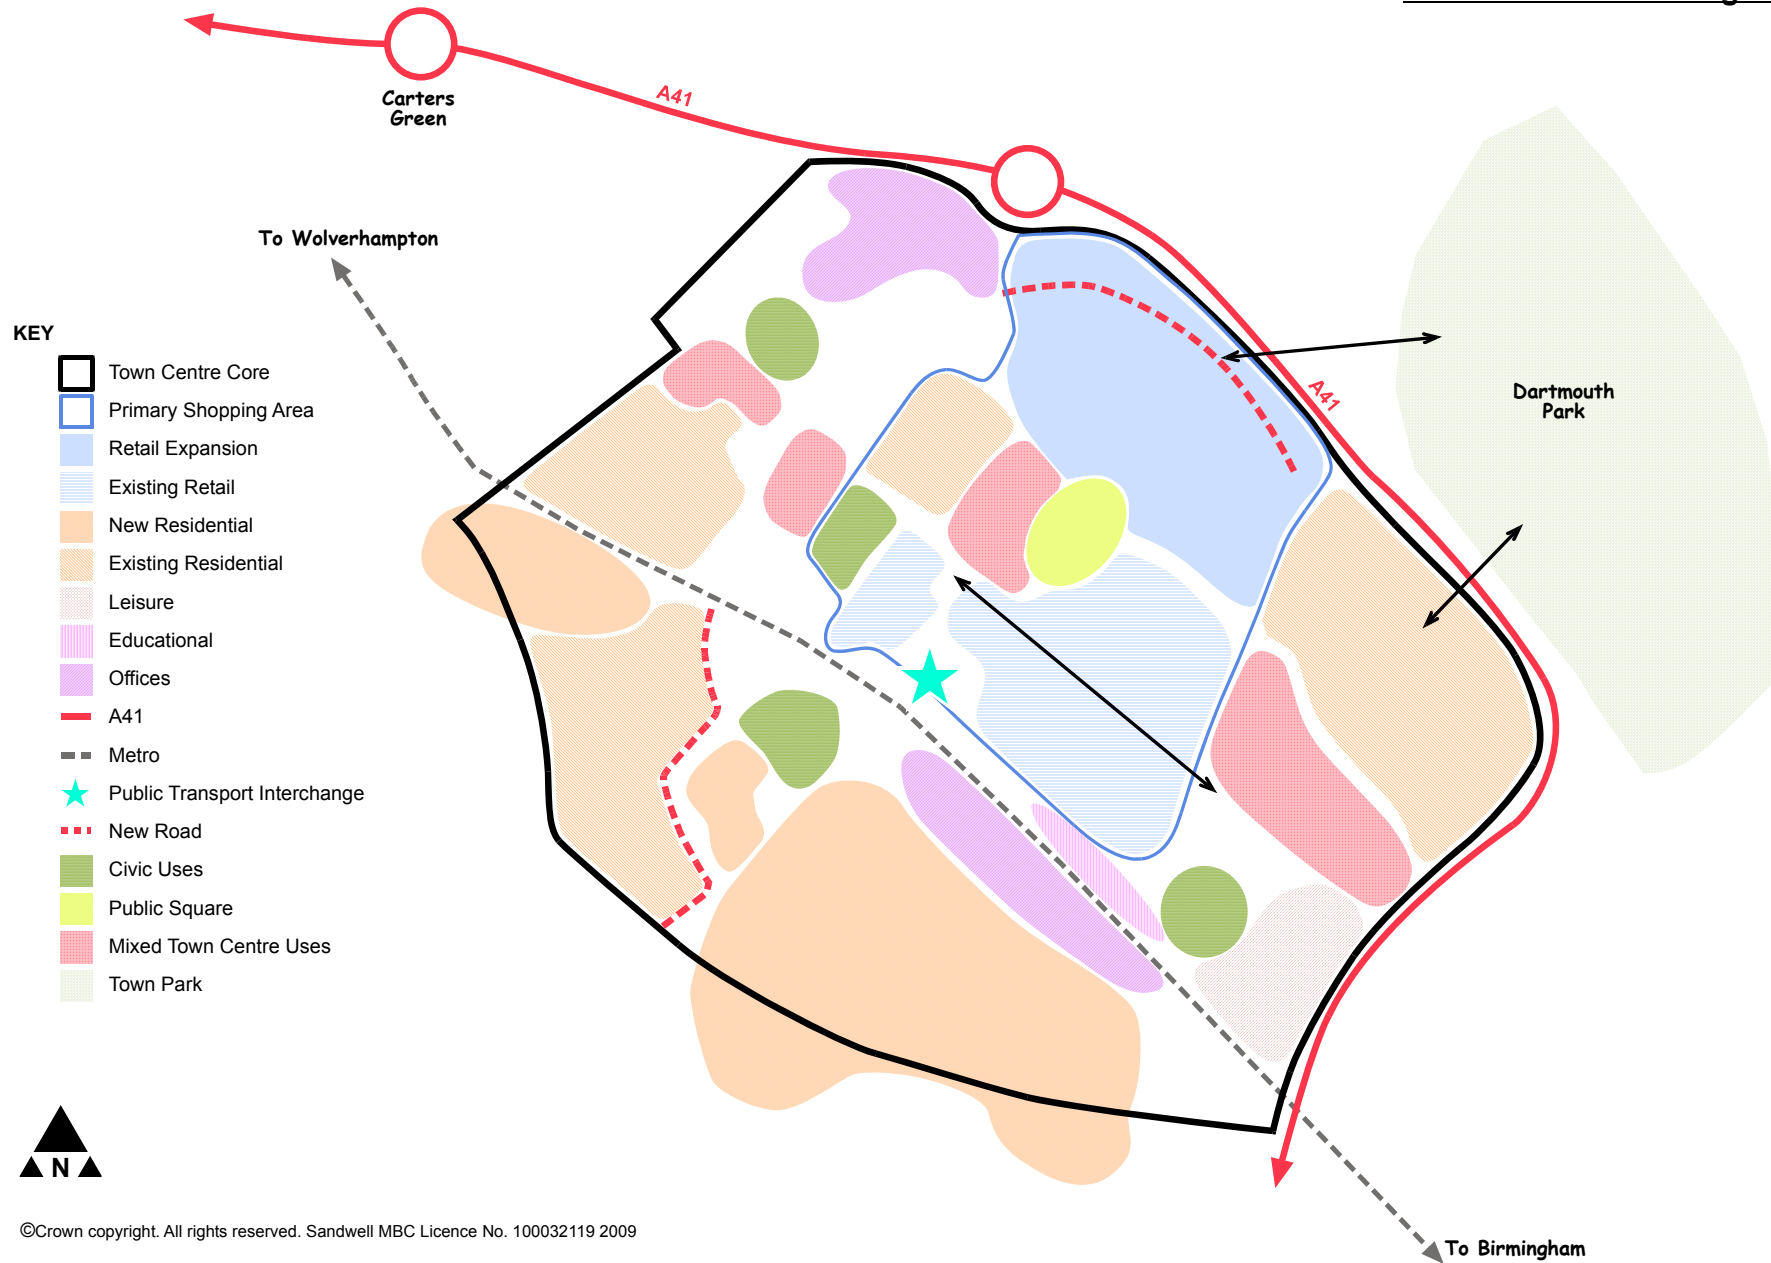 Carters
Green
A41
To Wolverhampton
A41
Dartmouth
Park
KEY
Town Centre Core
Primary Shopping Area
Retail Expansion
Existing Retail
New Residential
Existing Residential
Leisure
Educational
Offices
A41
Metro
Public Transport Interchange
New Road
Civic Uses
Public Square
Mixed Town Centre Uses
Town Park
N
©Crown copyright. All rights reserved. Sandwell MBC Licence No. 100032119 2009
To Birmingham